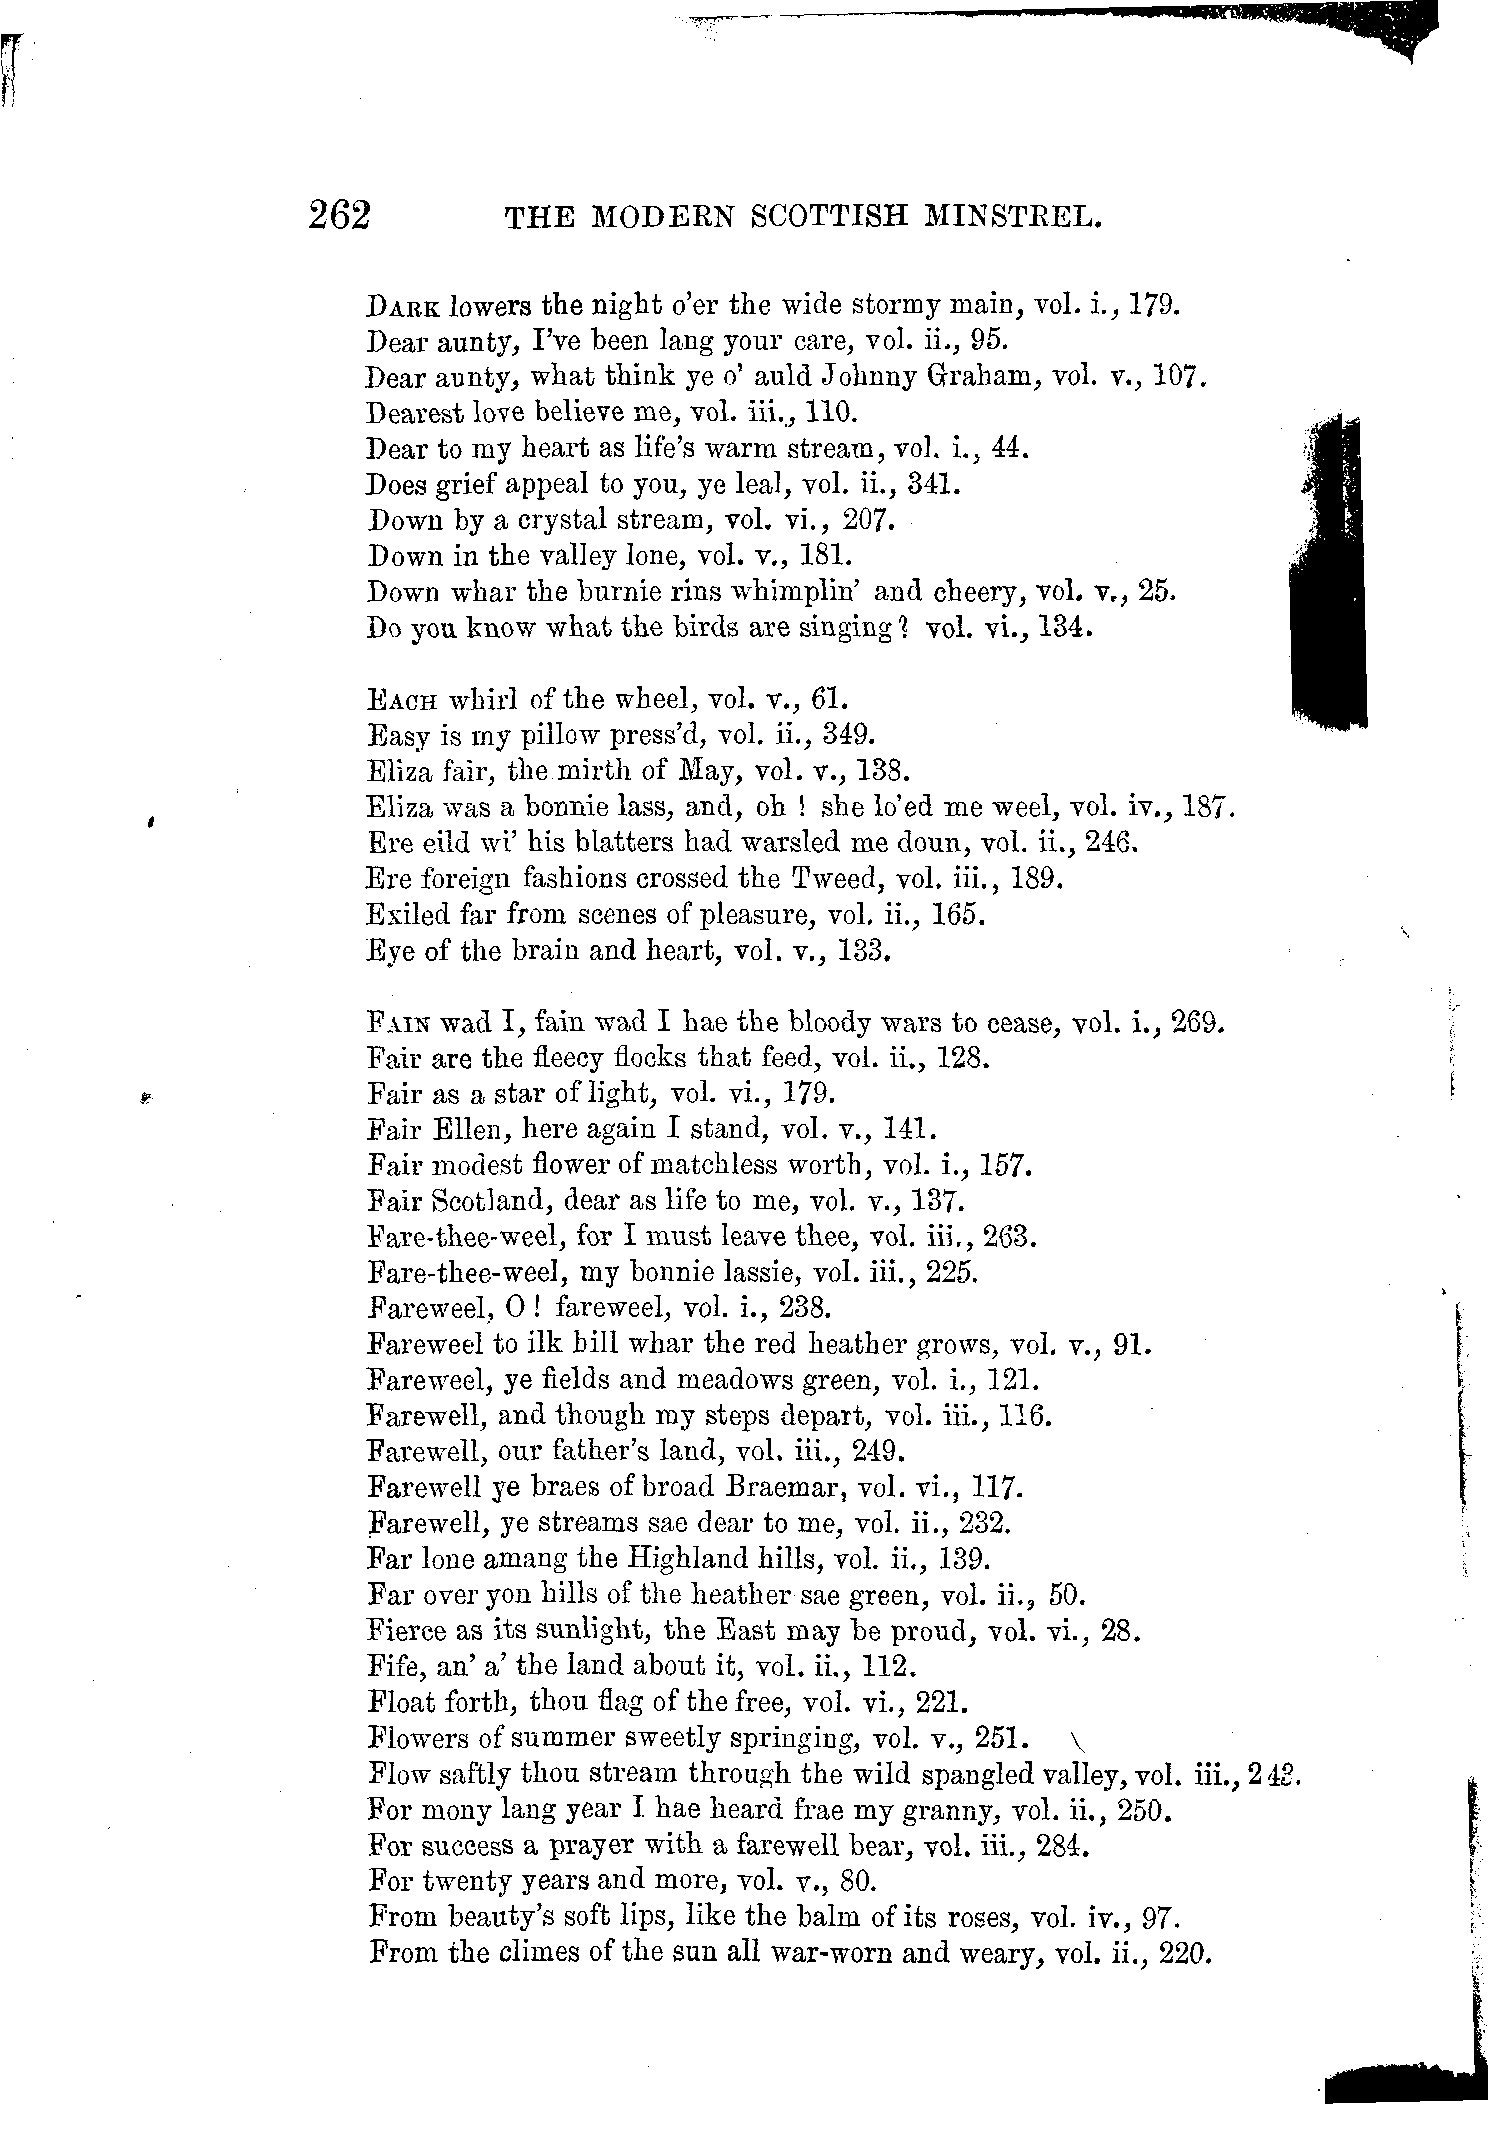 262 THE MODERN SCOTTISH MINSTREL.
DARK lowers the night o'er the wide stormy main, vol. i., 179.
Dear aunty, I've been lang your care, vol. ii., 95.
Dear aunty, what think ye o' auld Johnny Graham, vol. v., 107.
Dearest love believe me, vol. iii., 110.
Dear to my heart as life's warm stream, vol. i., 44.
Does grief appeal to you, ye leal, vol. ii., 341.
Down by a crystal stream, vol. vi., 207.
Down in the valley lone, vol. v., 181.
Down whar the burnie rins whimplin' and cheery, vol. v., 25.
Do you know what the birds are singing? vol. vi., 134.
EACH whirl of the wheel, vol. v., 61.
Easy is my pillow press'd, vol. ii., 349.
Eliza fair, the mirth of May, vol. v., 138.
Eliza was a bonnie lass, and, oh ! she lo'ed me weel, vol. iv., 187.
Ere eild wi' his blatters had warsled me doun, vol. ii., 246.
Ere foreign fashions crossed the Tweed, vol. iii., 189.
Exiled far from scenes of pleasure, vol. ii., 165.
Eye of the brain and heart, vol. v., 133.
FAIN wad I, fain wad I hae the bloody wars to cease, vol. i., 269.
Fair are the fleecy flocks that feed, vol. ii., 128.
Fair as a star of light, vol. vi., 179.
Fair Ellen, here again I stand, vol. v., 141.
Fair modest flower of matchless worth, vol. i., 157.
Fair Scotland, dear as life to me, vol. v., 137.
Fare-thee-weel, for I must leave thee, vol. iii., 263.
Fare-thee-weel, my bonnie lassie, vol. iii., 225.
Fareweel, O ! fareweel, vol. i., 238.
Fareweel to ilk hill whar the red heather grows, vol. v., 91.
Fareweel, ye fields and meadows green, vol. i., 121.
Farewell, and though my steps depart, vol. iii., 116.
Farewell, our father's land, vol. iii., 249.
Farewell ye braes of broad Braemar, vol. vi., 117.
Farewell, ye streams sae dear to me, vol. ii., 232.
Far lone amang the Highland hills, vol. ii., 139.
Far over yon hills of the heather sae green, vol. ii., 50.
Fierce as its sunlight, the East may be proud, vol. vi., 28.
Fife, an' a' the land about it, vol. ii., 112.
Float forth, thou flag of the free, vol. vi., 221.
Flowers of summer sweetly springing, vol. v., 251.
Flow saftly thou stream through the wild spangled valley, vol. iii.,
For mony lang year I hae heard frae my granny, vol. ii., 250.
For success a prayer with a farewell bear, vol. iii., 284.
For twenty years and more, vol. v., 80.
From beauty's soft lips, like the balm of its roses, vol. iv., 97.
From the climes of the sun all war-worn and weary, vol. ii., 220.